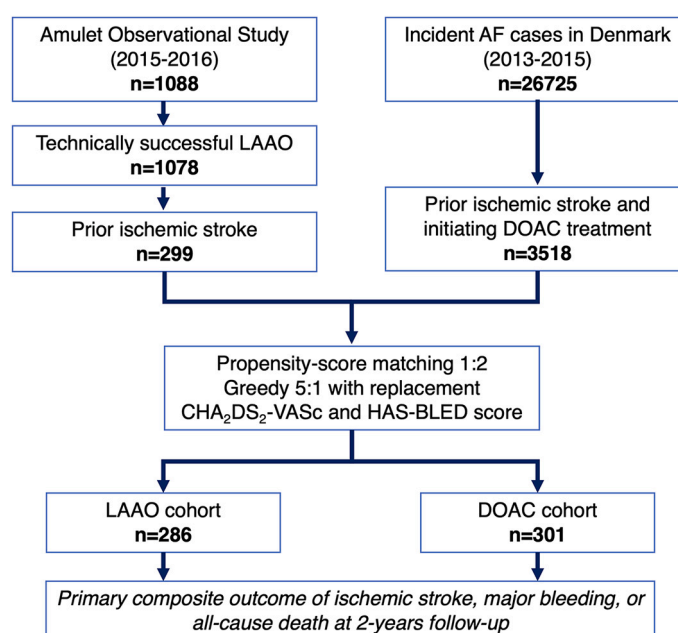 Amulet Observational Study
(2015-2016)
n=1088
Incident AF cases in Denmark
(2013-2015)
n=26725
Technically successful LAAO
n=1078
Prior ischemic stroke
n=299
Prior ischemic stroke and
initiating DOAC treatment
n=3518
Propensity-score matching 1:2
Greedy 5:1 with replacement
CHA₂DS₂-VASc and HAS-BLED score
LAAO cohort
n=286
DOAC cohort
n=301
Primary composite outcome of ischemic stroke, major bleeding, or
all-cause death at 2-years follow-up